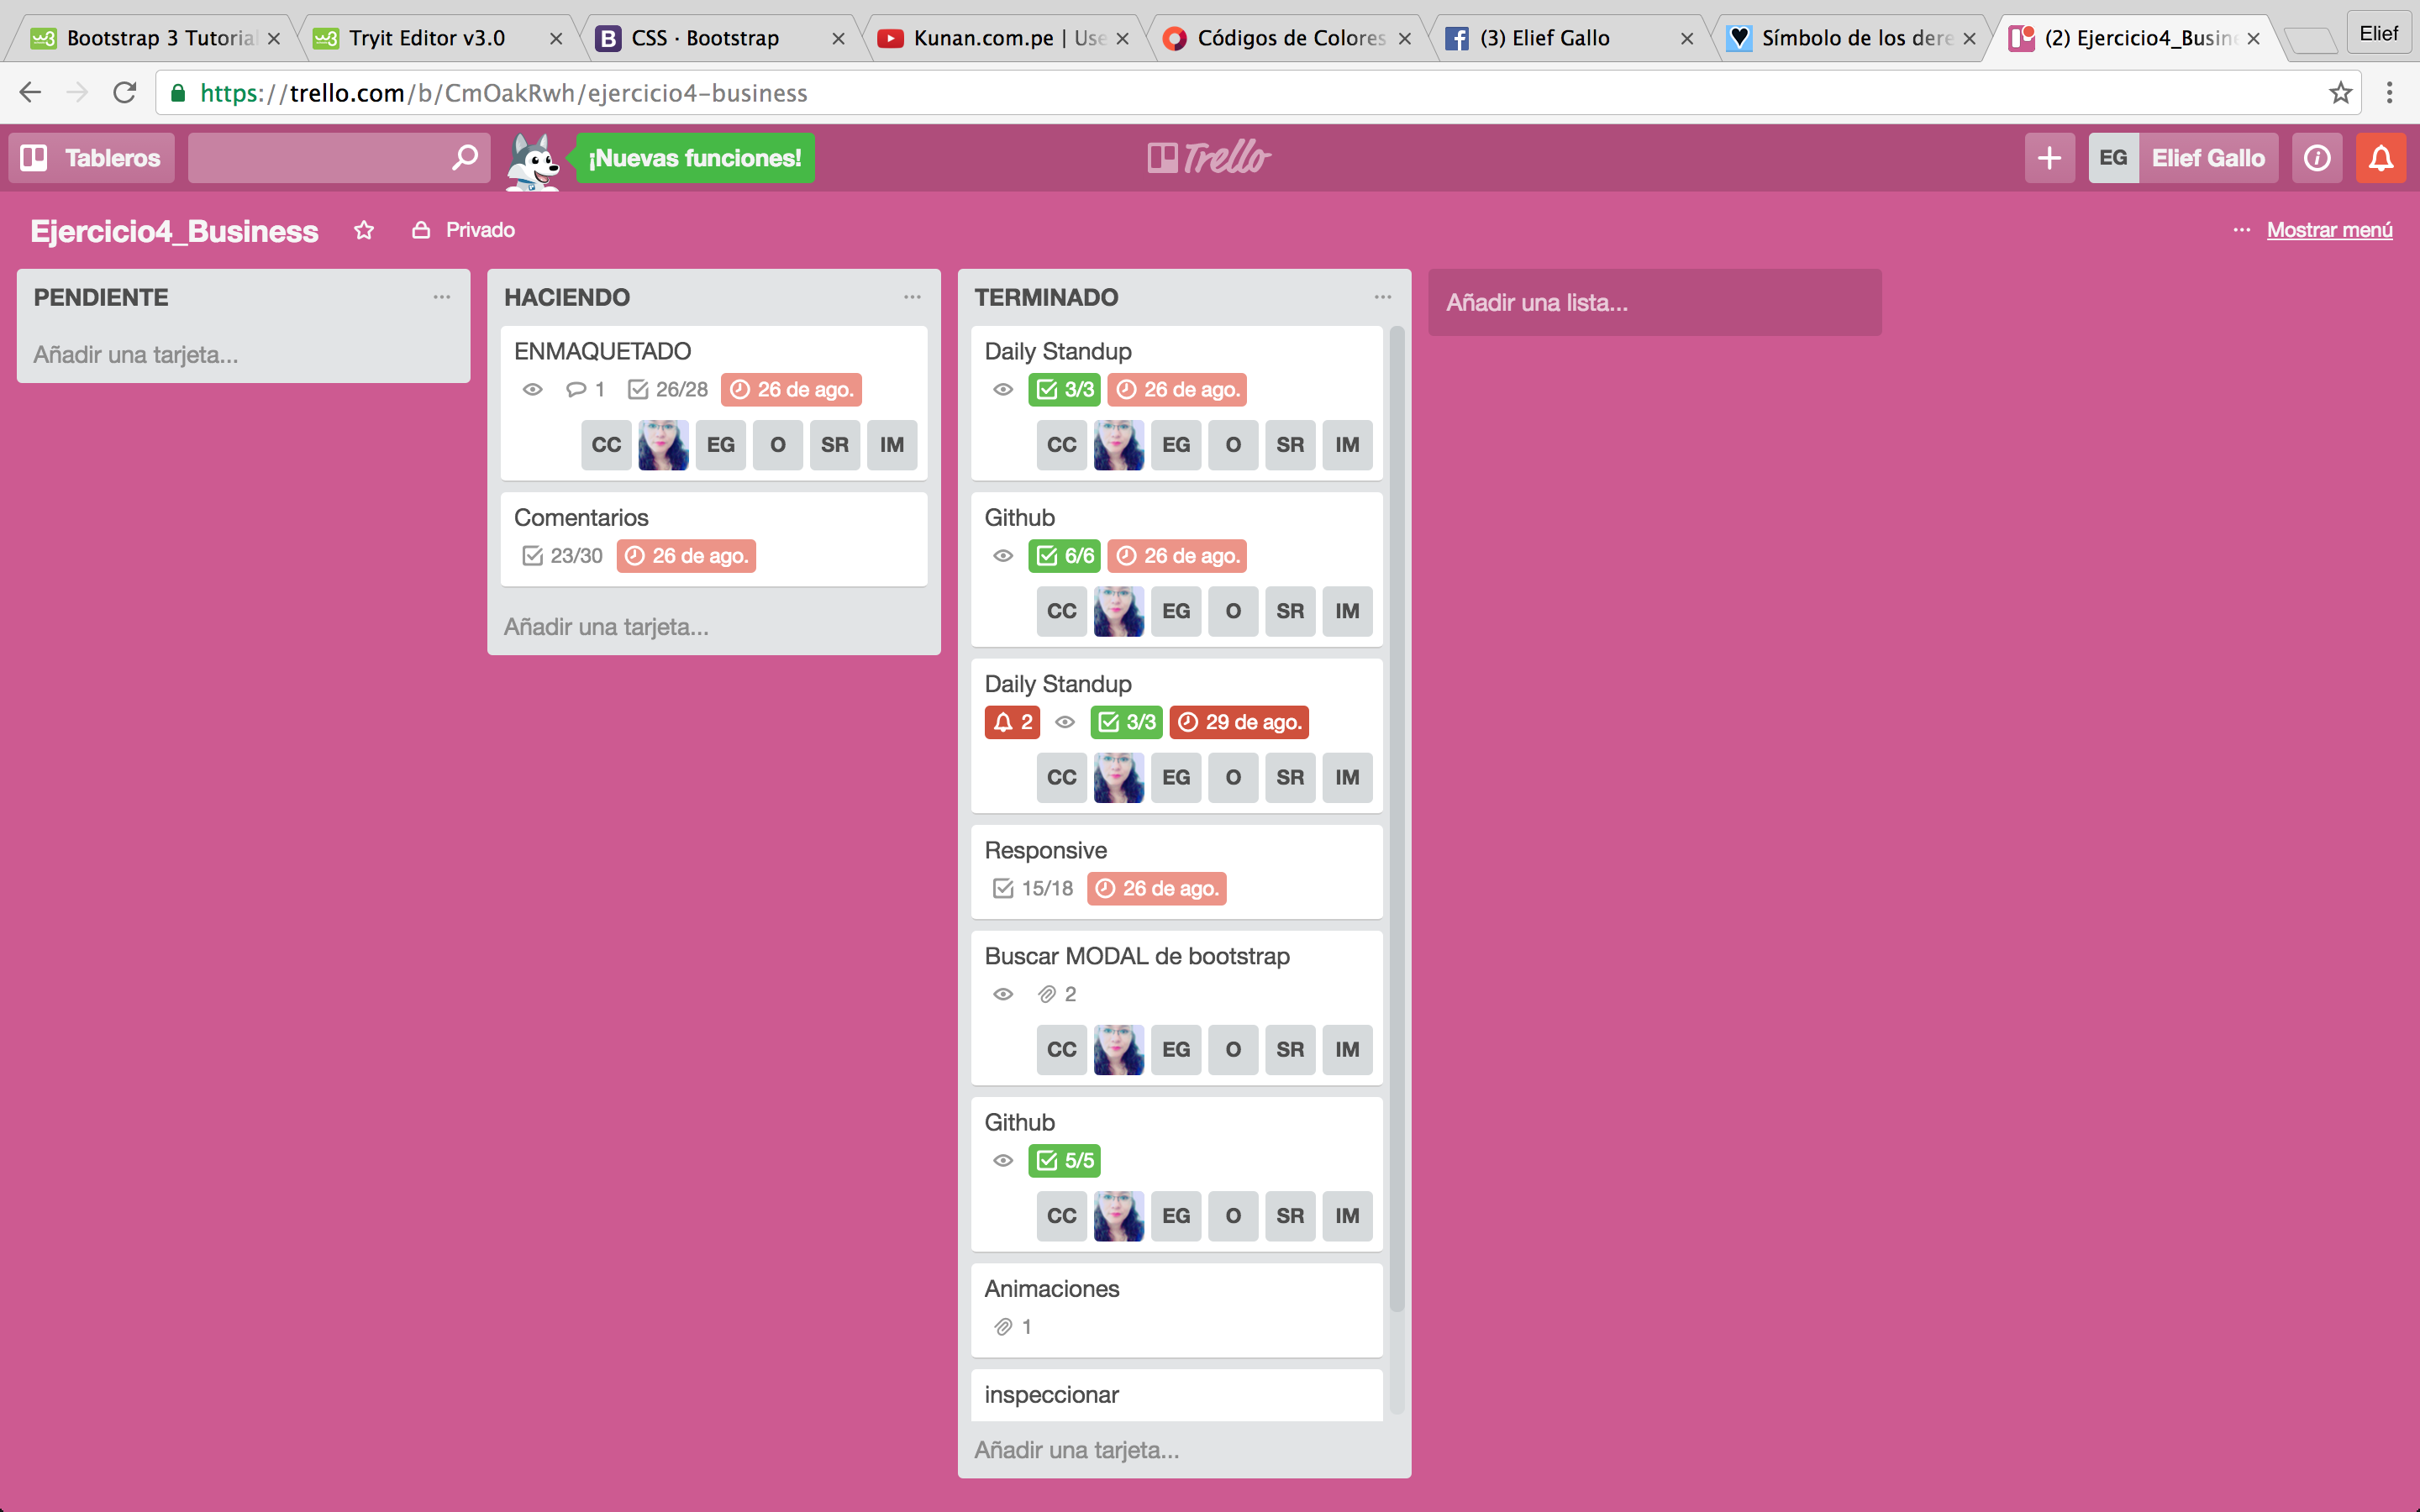 Bootstrap 3 Tutorial
Tryit Editor v3.0
CSS · Bootstrap
Kunan.com.pe | Use
Códigos de Colores
(3) Elief Gallo
Símbolo de los dere
(2) Ejercicio4_Busine
Elief
https://trello.com/b/CmOakRwh/ejercicio4-business
Tableros
¡Nuevas funciones!
Trello
EG Elief Gallo
Ejercicio4_Business
Privado
... Mostrar menú
PENDIENTE ...
Añadir una tarjeta...
HACIENDO ...
ENMAQUETADO
1 26/28 26 de ago.
CC EG O SR IM
Comentarios
23/30 26 de ago.
Añadir una tarjeta...
TERMINADO ...
Daily Standup
3/3 26 de ago.
CC EG O SR IM
Github
6/6 26 de ago.
CC EG O SR IM
Daily Standup
2 3/3 29 de ago.
CC EG O SR IM
Responsive
15/18 26 de ago.
Buscar MODAL de bootstrap
2
CC EG O SR IM
Github
5/5
CC EG O SR IM
Animaciones
1
inspeccionar
Añadir una tarjeta...
Añadir una lista...